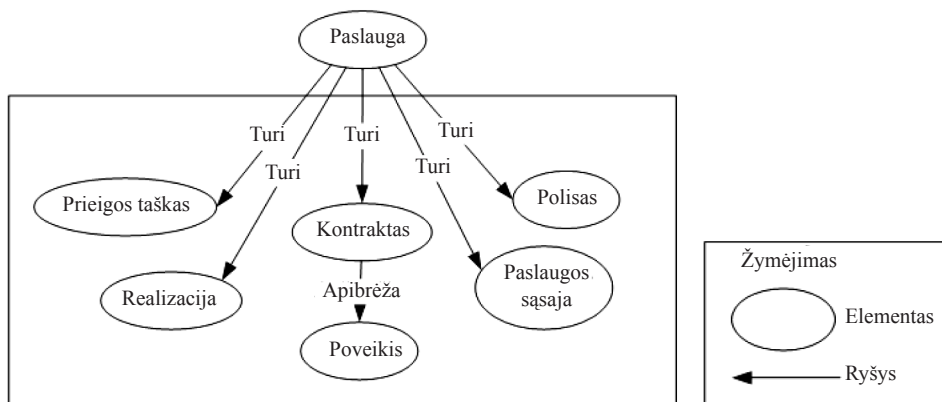 Paslauga
Turi
Turi
Turi
Turi
Turi
Prieigos taškas
Realizacija
Kontraktas
Apibrėža
Poveikis
Paslaugos
sąsaja
Polisas
Žymėjimas
Elementas
Ryšys